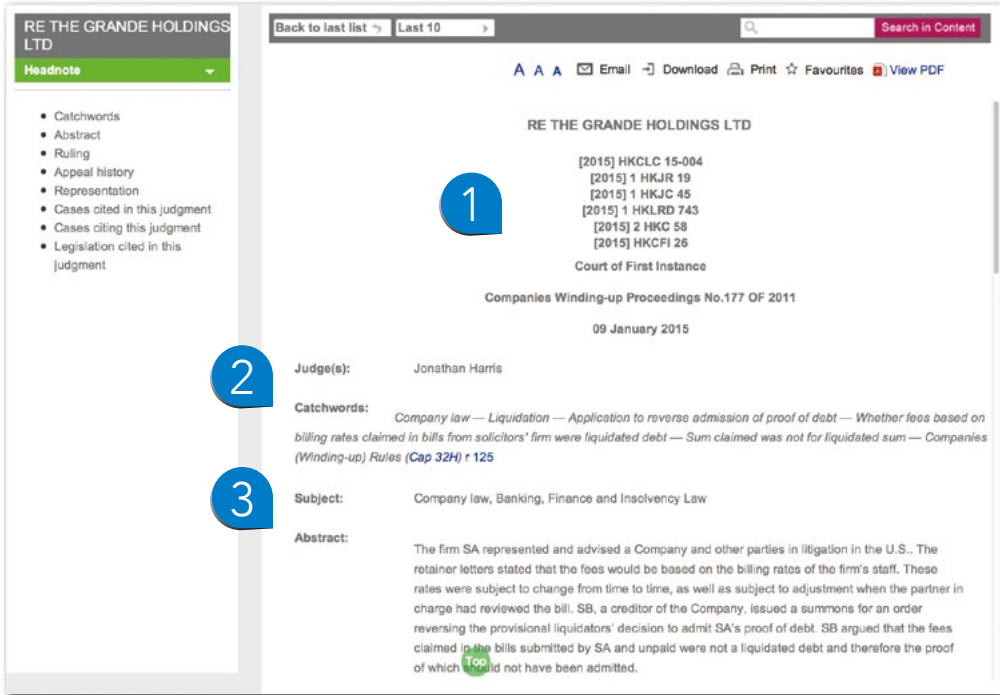 RE THE GRANDE HOLDINGS
LTD
Headnote
• Catchwords
• Abstract
• Ruling
• Appeal history
• Representation
• Cases cited in this judgment
• Cases citing this judgment
• Legislation cited in this
judgment
Back to last list
Last 10
Search in Content
A A A Email Download Print Favourites View PDF
RE THE GRANDE HOLDINGS LTD
[2015] HKCLC 15-004
[2015] 1 HKJR 19
[2015] 1 HKJC 45
[2015] 1 HKLRD 743
[2015] 2 HKC 58
[2015] HKCFI 26
1
Court of First Instance
Companies Winding-up Proceedings No.177 OF 2011
09 January 2015
2
Judge(s): Jonathan Harris
Catchwords:
Company law — Liquidation — Application to reverse admission of proof of debt — Whether fees based on
billing rates claimed in bills from solicitors' firm were liquidated debt — Sum claimed was not for liquidated sum — Companies
(Winding-up) Rules (Cap 32H) r 125
3
Subject: Company law, Banking, Finance and Insolvency Law
Abstract:
The firm SA represented and advised a Company and other parties in litigation in the U.S.. The
retainer letters stated that the fees would be based on the billing rates of the firm's staff. These
rates were subject to change from time to time, as well as subject to adjustment when the partner in
charge had reviewed the bill. SB, a creditor of the Company, issued a summons for an order
reversing the provisional liquidators' decision to admit SA's proof of debt. SB argued that the fees
claimed in the bills submitted by SA and unpaid were not a liquidated debt and therefore the proof
of which should not have been admitted.
Top